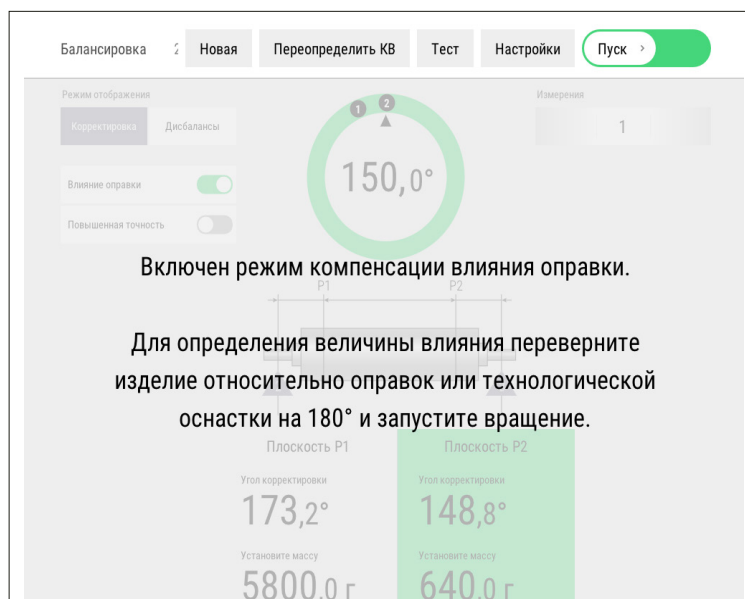 Балансировка 2 Новая Переопределить КВ Тест Настройки Пуск
Режим отображения
Измерения
Корректировка Дисбалансы
1 2
1
150,0°
Влияние оправки
Повышенная точность
Включен режим компенсации влияния оправки.
P1 P2
Для определения величины влияния переверните
изделие относительно оправок или технологической
оснастки на 180° и запустите вращение.
Плоскость P1 Плоскость P2
Угол корректировки Угол корректировки
173,2° 148,8°
Установите массу Установите массу
5800,0 г 640,0 г